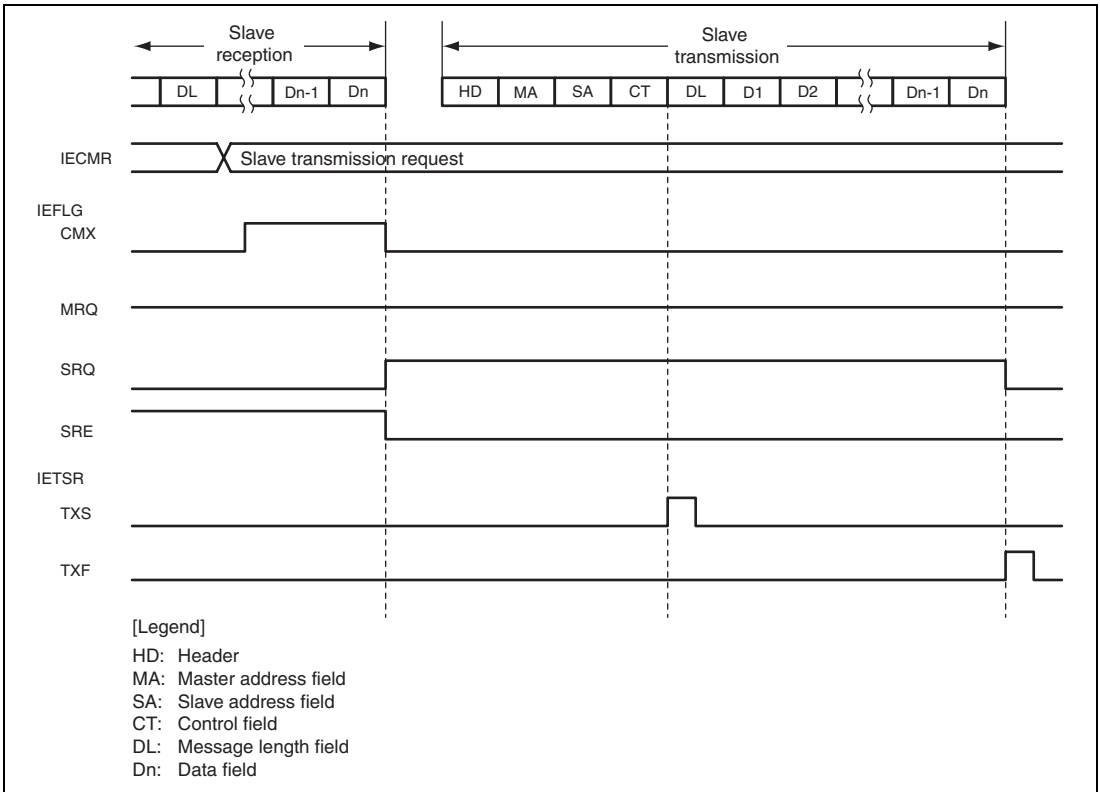 Slave
reception
Slave
transmission
DL Dn-1 Dn HD MA SA CT DL D1 D2 Dn-1 Dn
IECMR Slave transmission request
IEFLG
CMX
MRQ
SRQ
SRE
IETSR
TXS
TXF
[Legend]
HD: Header
MA: Master address field
SA: Slave address field
CT: Control field
DL: Message length field
Dn: Data field